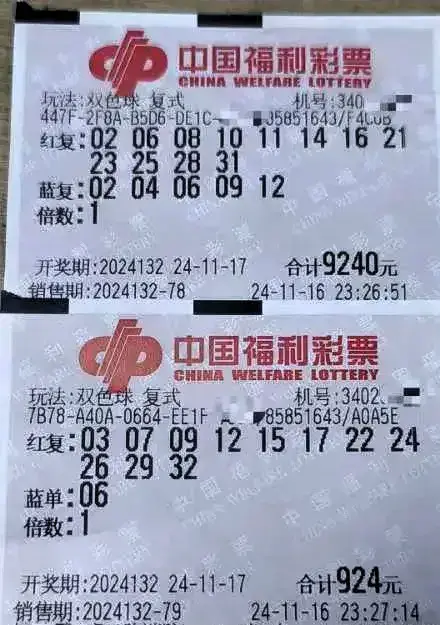 中国福利彩票
CHINA WELFARE LOTTERY
玩法:双色球 复式 机号:340
447F-2F8A-B5D6-DE1C- 85851643/F4C0B
红复:02 06 08 10 11 14 16 21
23 25 28 31
蓝复:02 04 06 09 12
倍数:1
开奖期:2024132 24-11-17 合计9240元
销售期:2024132-78 24-11-16 23:26:51
中国福利彩票
CHINA WELFARE LOTTERY
玩法:双色球 复式 机号:3402
7B78-A40A-0664-EE1F 85851643/A0A5E
红复:03 07 09 12 15 17 22 24
26 29 32
蓝单:06
倍数:1
开奖期:2024132 24-11-17 合计924元
销售期:2024132-79 24-11-16 23:27:14